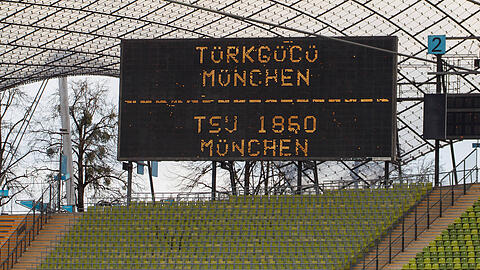 TÜRKGÜCÜ
MÜNCHEN
TSV 1860
MÜNCHEN
2